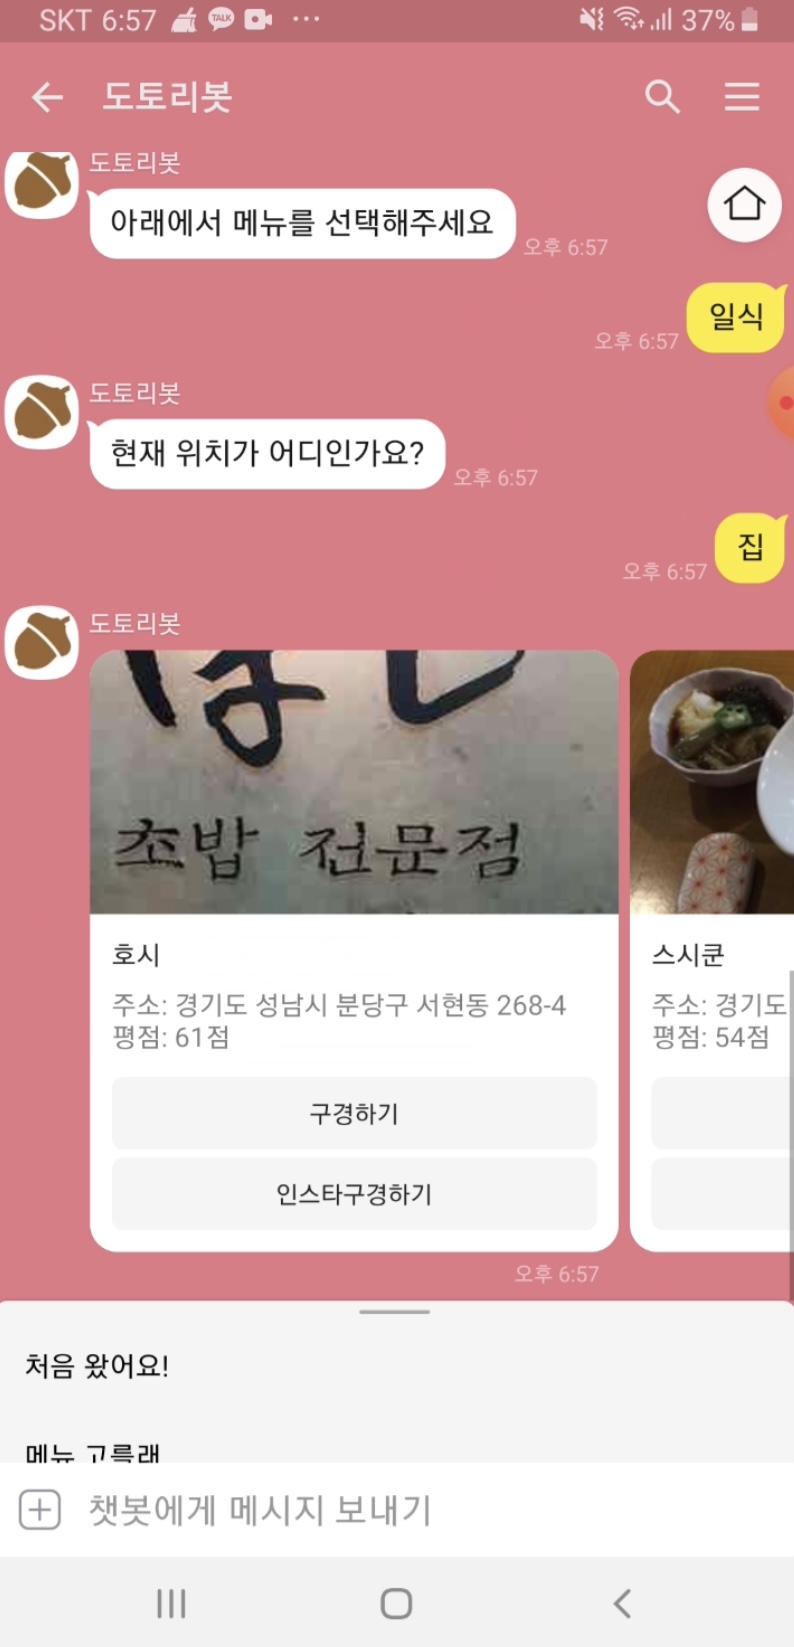 SKT 6:57 TALK 37%
도토리봇
도토리봇
아래에서 메뉴를 선택해주세요
오후 6:57
일식
오후 6:57
도토리봇
현재 위치가 어디인가요?
오후 6:57
집
오후 6:57
도토리봇
초밥 전문점
호시
주소: 경기도 성남시 분당구 서현동 268-4
평점: 61점
구경하기
인스타구경하기
스시쿤
주소: 경기도
평점: 54점
오후 6:57
처음 왔어요!
메뉴 고를래
챗봇에게 메시지 보내기